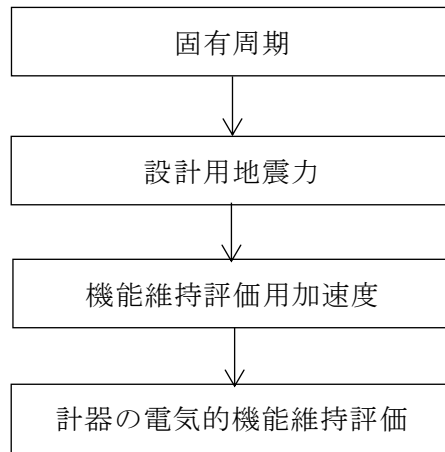 固有周期
設計用地震力
機能維持評価用加速度
計器の電気的機能維持評価